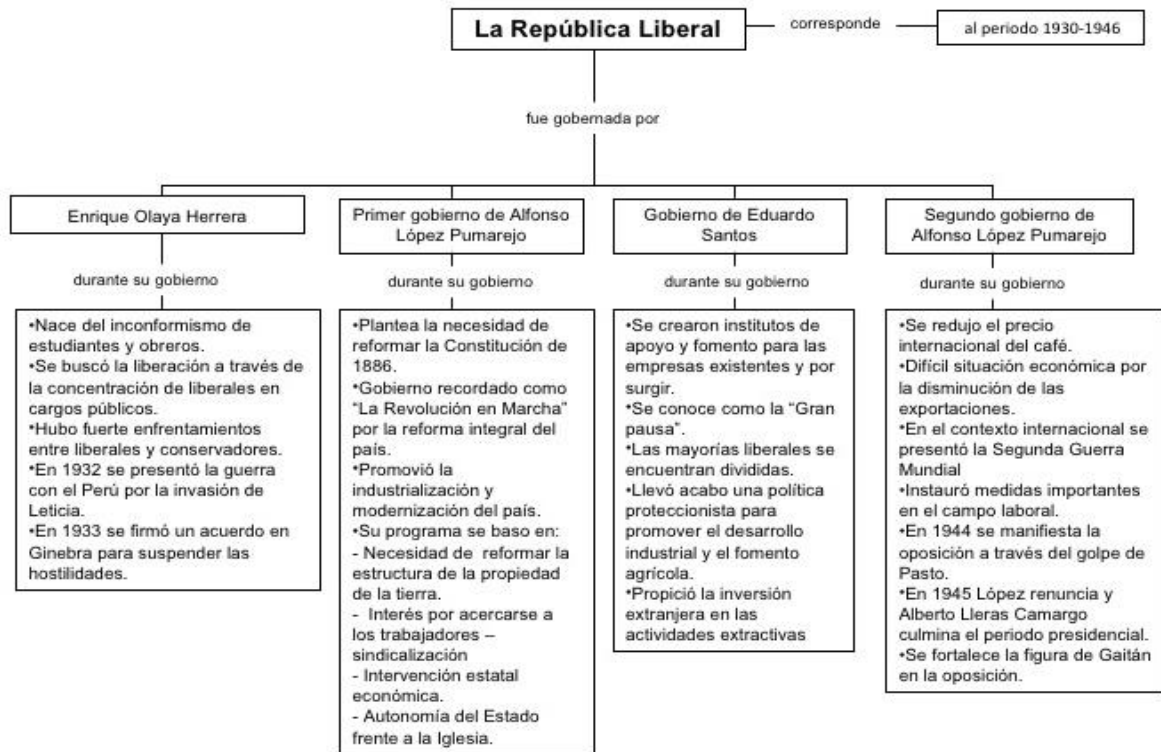 La República Liberal
corresponde
al periodo 1930-1946
fue gobernada por
Enrique Olaya Herrera
durante su gobierno
•Nace del inconformismo de
estudiantes y obreros.
•Se buscó la liberación a través de
la concentración de liberales en
cargos públicos.
•Hubo fuerte enfrentamientos
entre liberales y conservadores.
•En 1932 se presentó la guerra
con el Perú por la invasión de
Leticia.
•En 1933 se firmó un acuerdo en
Ginebra para suspender las
hostilidades.
Primer gobierno de Alfonso
López Pumarejo
durante su gobierno
•Plantea la necesidad de
reformar la Constitución de
1886.
•Gobierno recordado como
“La Revolución en Marcha”
por la reforma integral del
país.
•Promovió la
industrialización y
modernización del país.
•Su programa se baso en:
- Necesidad de reformar la
estructura de la propiedad
de la tierra.
- Interés por acercarse a
los trabajadores –
sindicalización
- Intervención estatal
económica.
- Autonomía del Estado
frente a la Iglesia.
Gobierno de Eduardo
Santos
durante su gobierno
•Se crearon institutos de
apoyo y fomento para las
empresas existentes y por
surgir.
•Se conoce como la “Gran
pausa”.
•Las mayorías liberales se
encuentran divididas.
•Llevó acabo una política
proteccionista para
promover el desarrollo
industrial y el fomento
agrícola.
•Propició la inversión
extranjera en las
actividades extractivas
Segundo gobierno de
Alfonso López Pumarejo
durante su gobierno
•Se redujo el precio
internacional del café.
•Difícil situación económica por
la disminución de las
exportaciones.
•En el contexto internacional se
presentó la Segunda Guerra
Mundial
•Instauró medidas importantes
en el campo laboral.
•En 1944 se manifiesta la
oposición a través del golpe de
Pasto.
•En 1945 López renuncia y
Alberto Lleras Camargo
culmina el periodo presidencial.
•Se fortalece la figura de Gaitán
en la oposición.